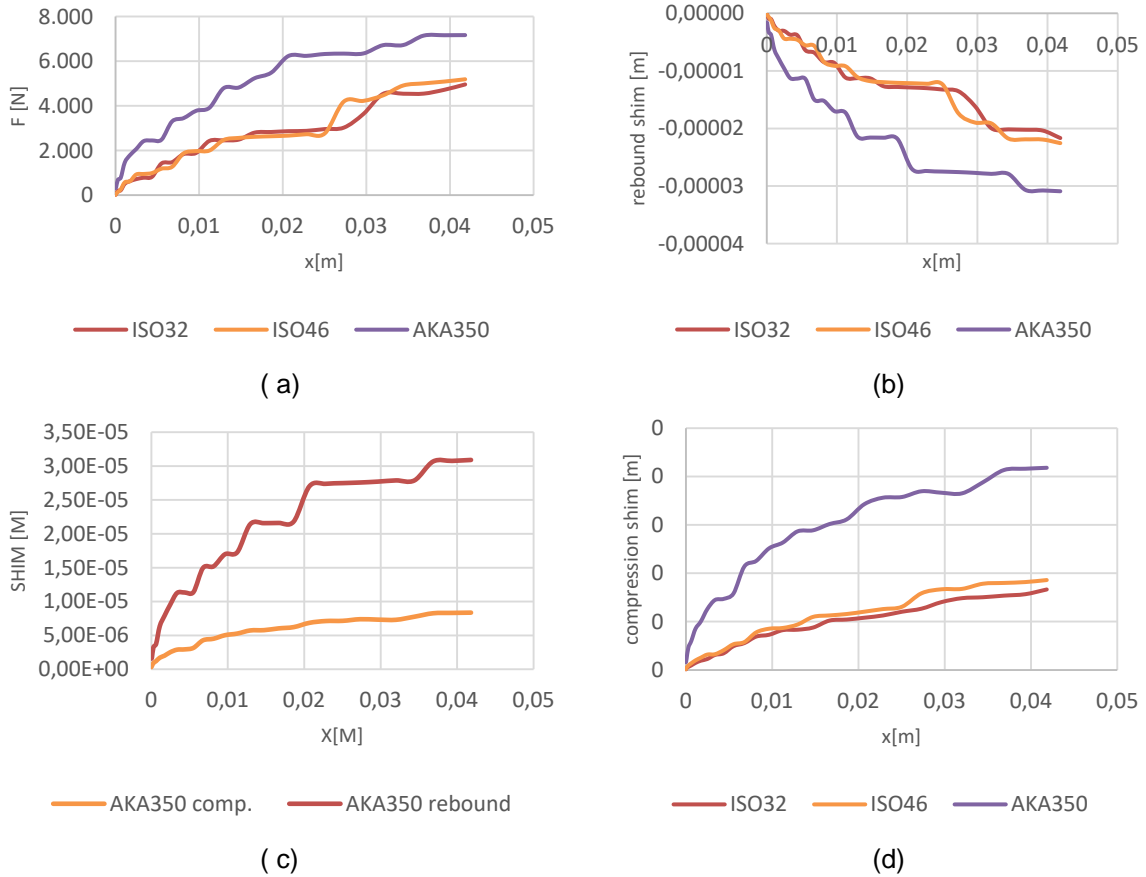 8.000
6.000
4.000
2.000
0
F [N]
0 0,01 0,02 0,03 0,04 0,05
x[m]
ISO32 ISO46 AKA350
( a)
0,00000
-0,00001
-0,00002
-0,00003
-0,00004
rebound shim [m]
0 0,01 0,02 0,03 0,04 0,05
x[m]
ISO32 ISO46 AKA350
(b)
3,50E-05
3,00E-05
2,50E-05
2,00E-05
1,50E-05
1,00E-05
5,00E-06
0,00E+00
SHIM [M]
0 0,01 0,02 0,03 0,04 0,05
X[M]
AKA350 comp. AKA350 rebound
( c)
0
0
0
0
0
0
compression shim [m]
0 0,01 0,02 0,03 0,04 0,05
x[m]
ISO32 ISO46 AKA350
(d)